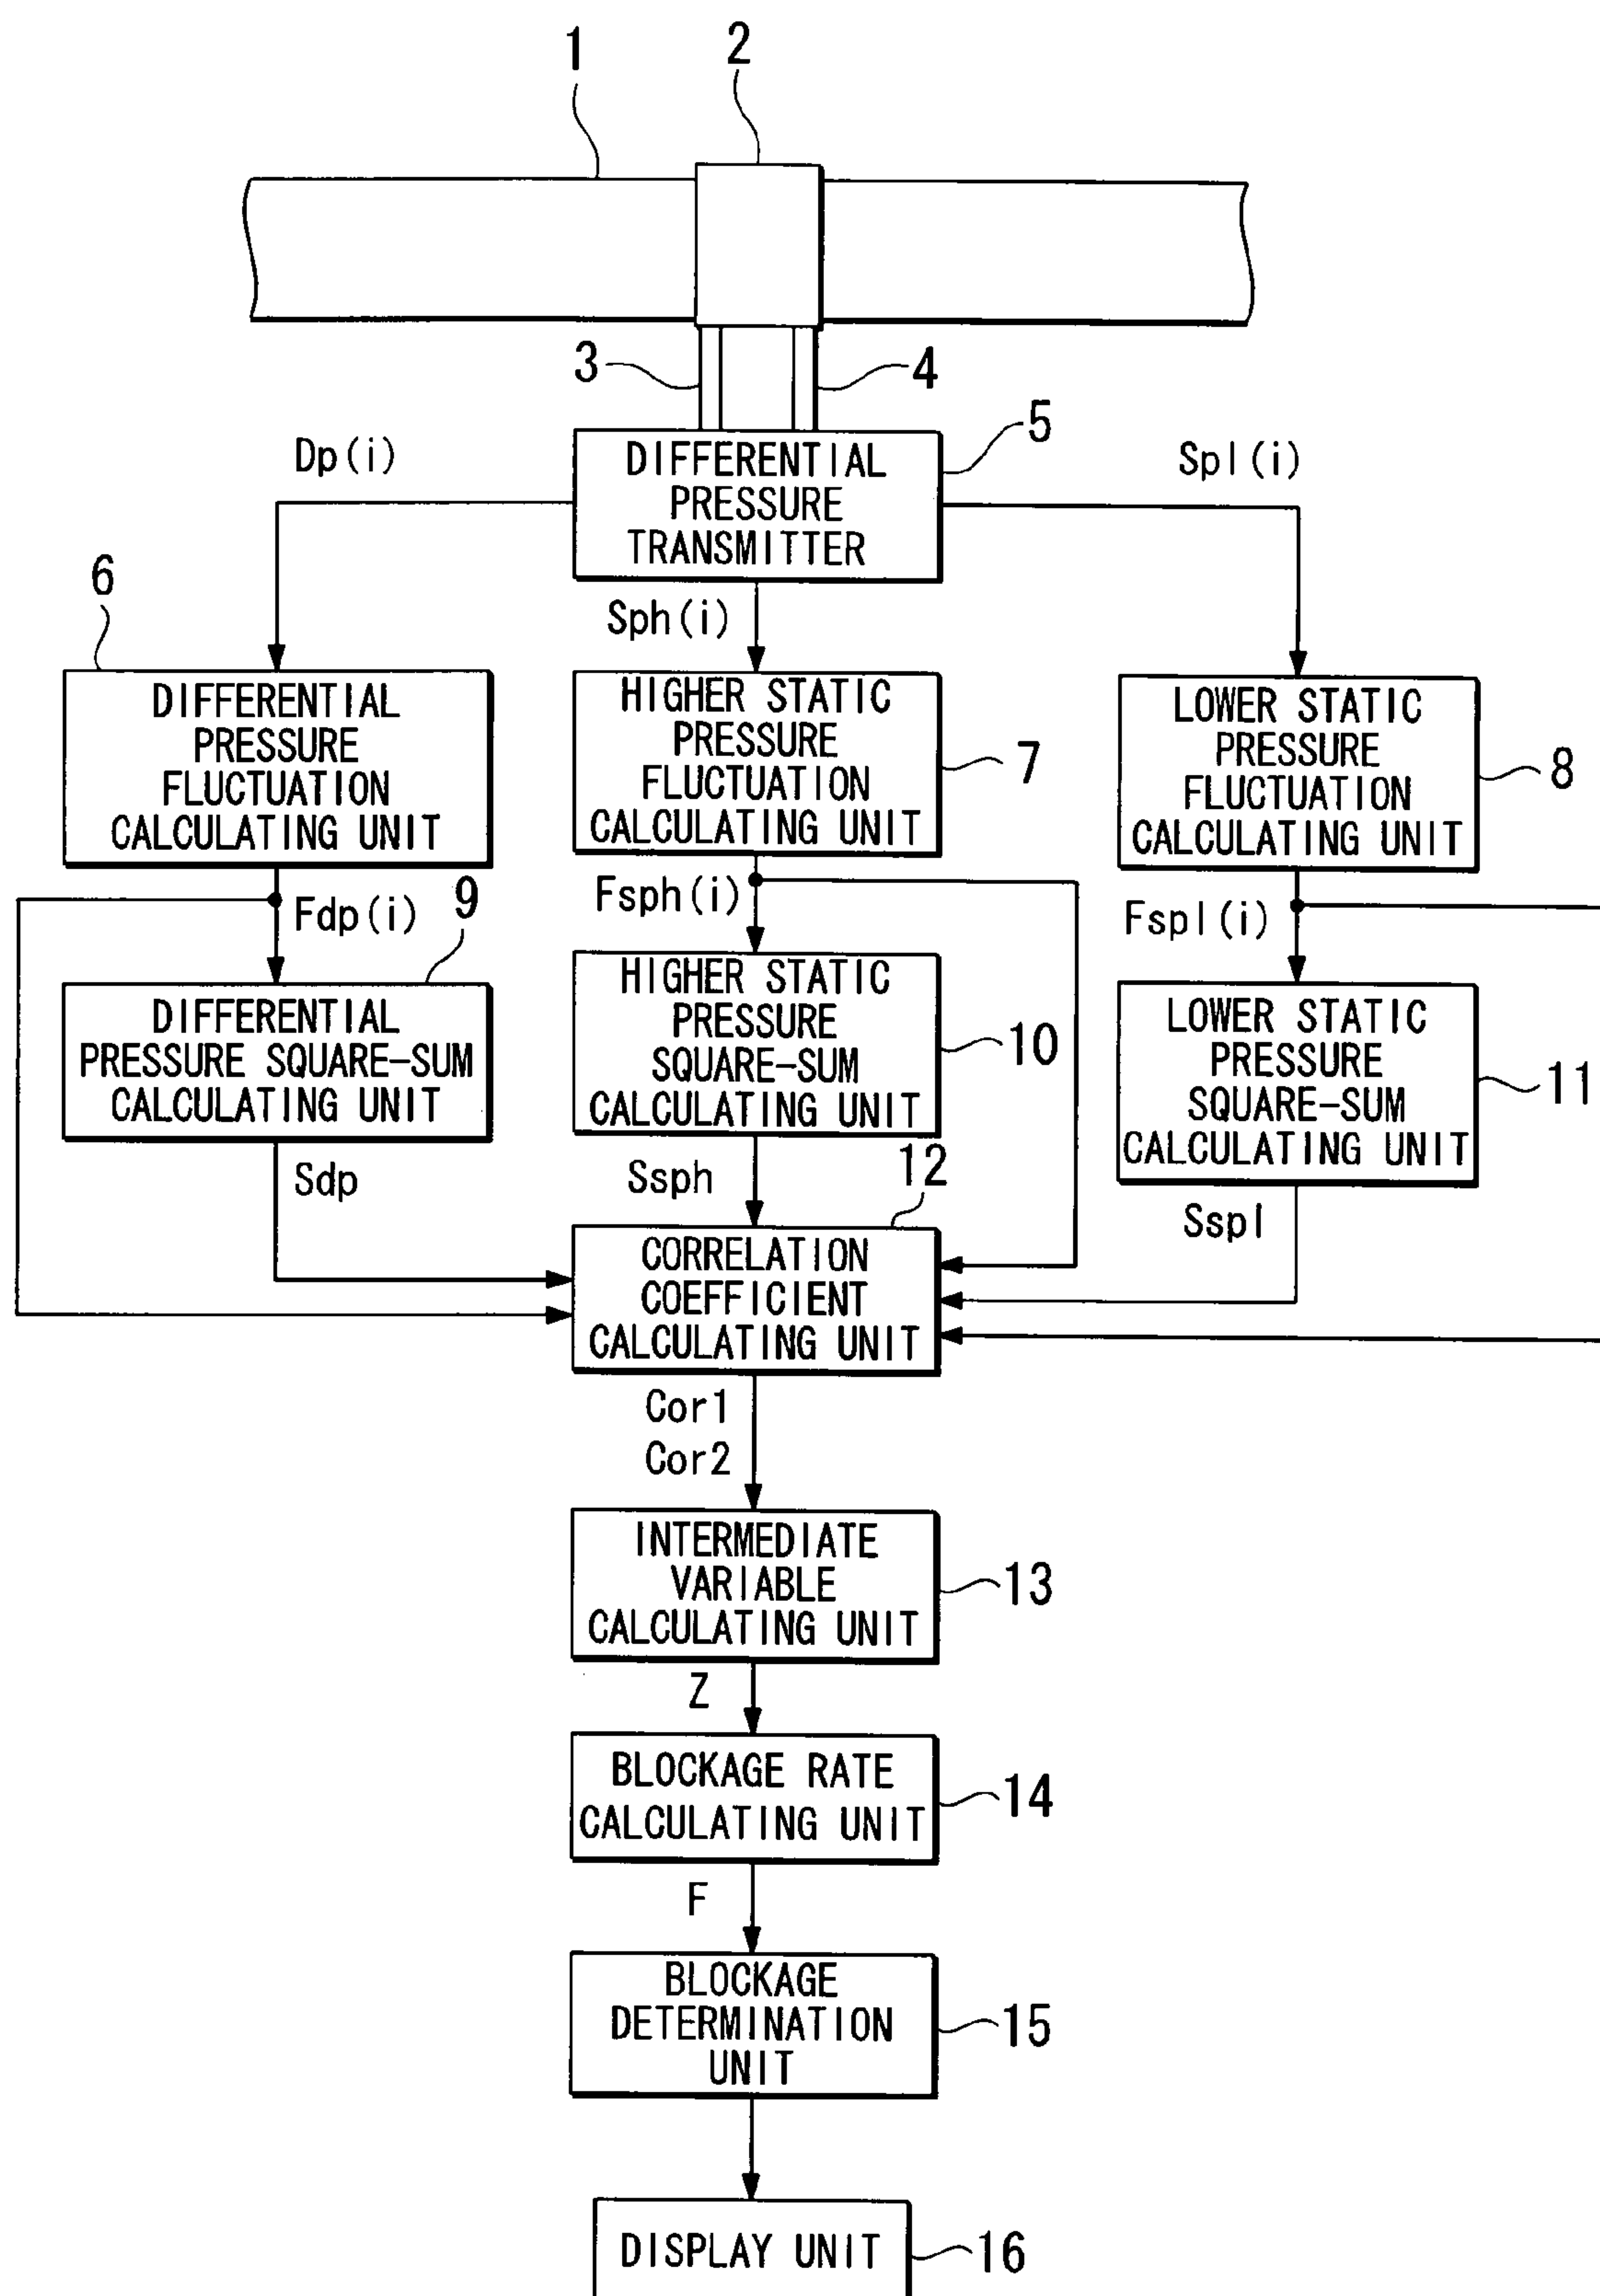 1
2
3
4
5
Dp(i)
DIFFERENTIAL
PRESSURE
TRANSMITTER
Spl(i)
Sph(i)
6
DIFFERENTIAL
PRESSURE
FLUCTUATION
CALCULATING UNIT
HIGHER STATIC
PRESSURE
FLUCTUATION
CALCULATING UNIT
7
LOWER STATIC
PRESSURE
FLUCTUATION
CALCULATING UNIT
8
Fdp(i)
9
Fsph(i)
Fspl(i)
DIFFERENTIAL
PRESSURE SQUARE-SUM
CALCULATING UNIT
HIGHER STATIC
PRESSURE
SQUARE-SUM
CALCULATING UNIT
10
LOWER STATIC
PRESSURE
SQUARE-SUM
CALCULATING UNIT
11
Sdp
Ssph
12
Sspl
CORRELATION
COEFFICIENT
CALCULATING UNIT
Cor1
Cor2
INTERMEDIATE
VARIABLE
CALCULATING UNIT
13
Z
BLOCKAGE RATE
CALCULATING UNIT
14
F
BLOCKAGE
DETERMINATION
UNIT
15
DISPLAY UNIT
16